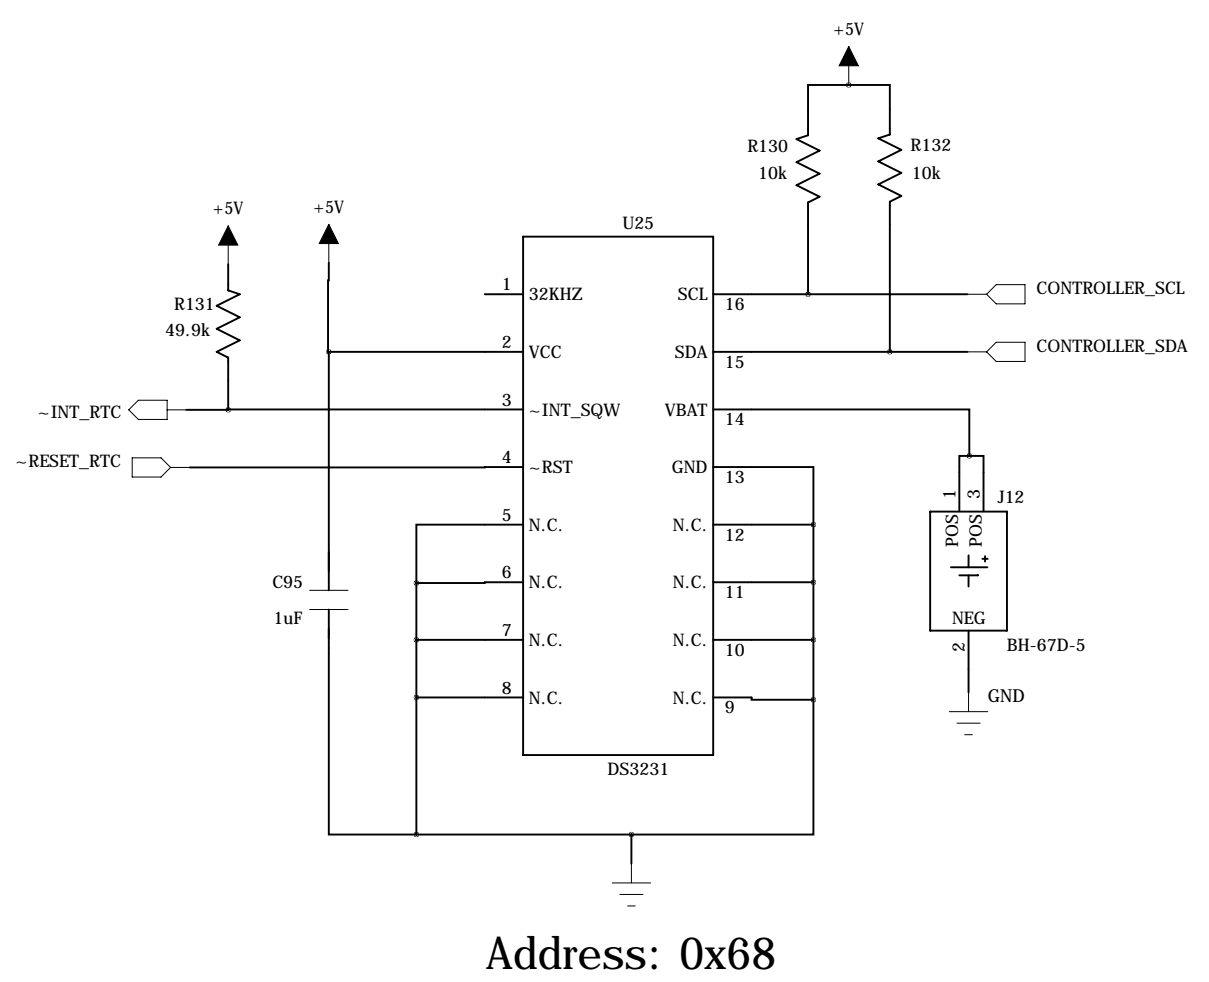 +5V
R130
10k
R132
10k
+5V
+5V
U25
R131
49.9k
1
32KHZ
SCL
16
CONTROLLER_SCL
2
VCC
SDA
15
CONTROLLER_SDA
~INT_RTC
3
~INT_SQW
VBAT
14
~RESET_RTC
4
~RST
GND
13
1
3
J12
POS
POS
+
5
N.C.
N.C.
12
6
N.C.
N.C.
11
C95
1uF
NEG
7
N.C.
N.C.
10
2
BH-67D-5
8
N.C.
N.C.
9
GND
DS3231
Address: 0x68